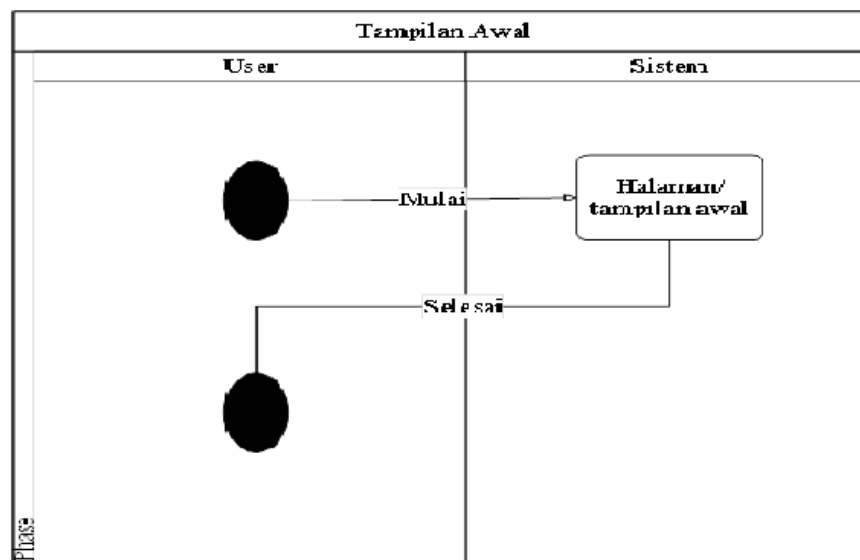 Tampilan Awal
User
Sistem
Mulai
Halaman/
tampilan awal
Selesai
Phase